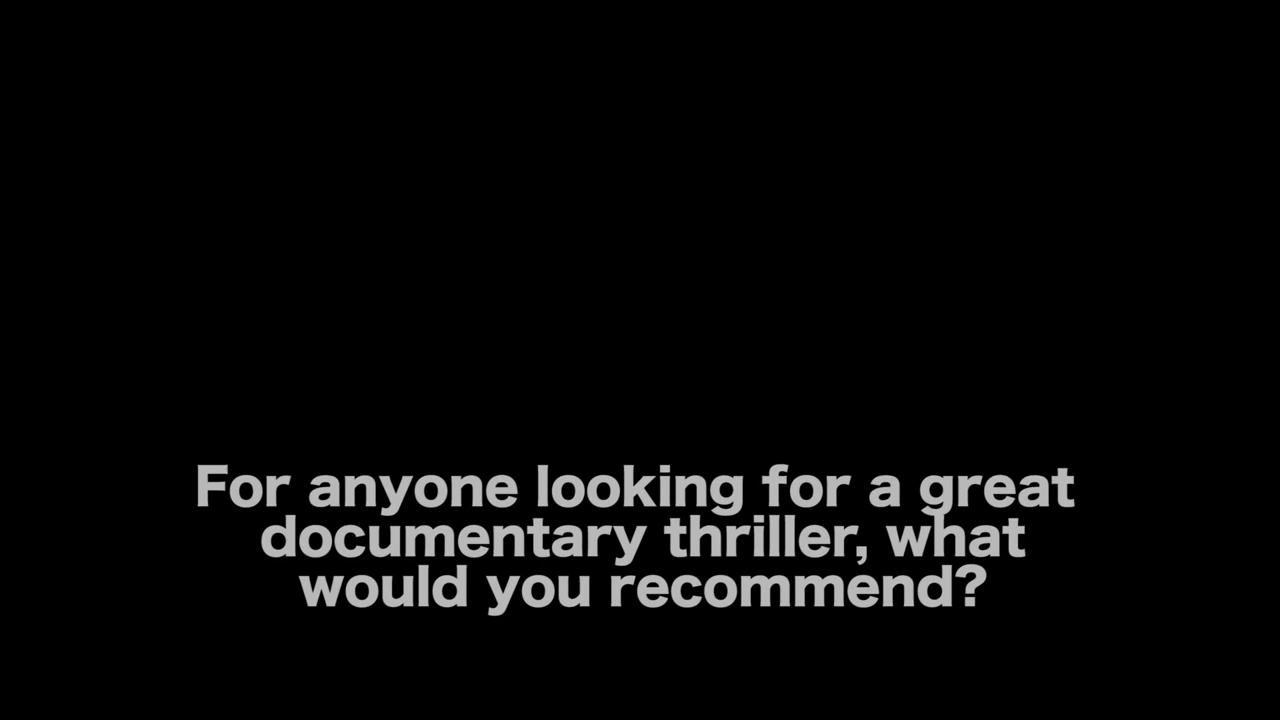 For anyone looking for a great
documentary thriller, what
would you recommend?